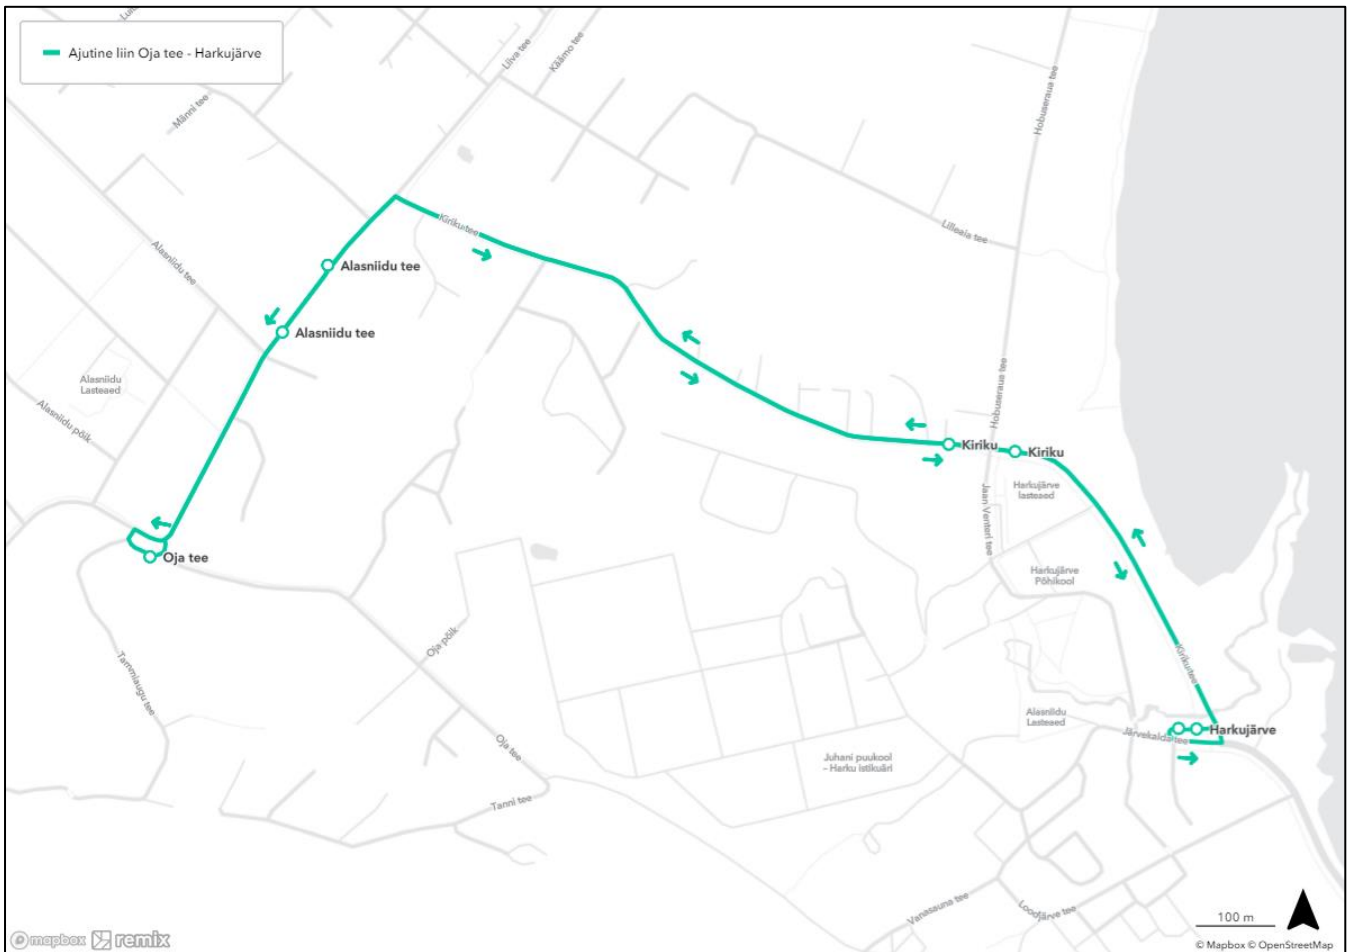 Ajutine liin Oja tee - Harkujärve
Liiva tee
Käämo tee
Männi tee
Hobuseraua tee
Kiriku tee
Lilleaia tee
Alasniidu tee
Alasniidu tee
Alasniidu tee
Hobuseraua tee
Alasniidu
Lasteaed
Alasniidu põik
Kiriku
Kiriku
Harkujärve
lasteaed
Jaan Venteri tee
Oja tee
Harkujärve
Põhikool
Oja põik
Tammlaugu tee
Kiriku tee
Alasniidu
Lasteaed
Harkujärve
Järvekalda tee
Oja tee
Juhani puukool
- Harku istikuäri
Tanni tee
Vanasauna tee
Loodjärve tee
100 m
mapbox remix
© Mapbox © OpenStreetMap